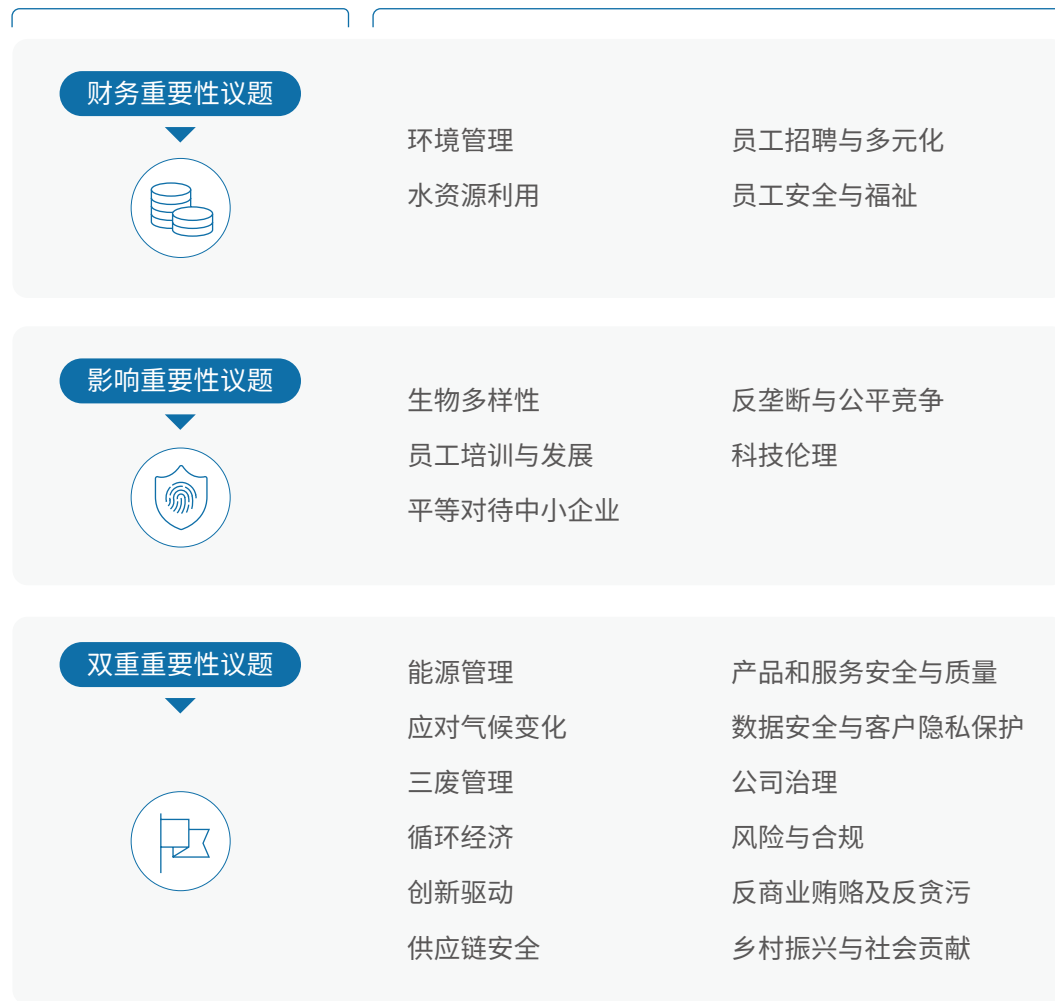 财务重要性议题
环境管理
员工招聘与多元化
水资源利用
员工安全与福祉
影响重要性议题
生物多样性
反垄断与公平竞争
员工培训与发展
科技伦理
平等对待中小企业
双重重要性议题
能源管理
产品和服务安全与质量
应对气候变化
数据安全与客户隐私保护
三废管理
公司治理
循环经济
风险与合规
创新驱动
反商业贿赂及反贪污
供应链安全
乡村振兴与社会贡献